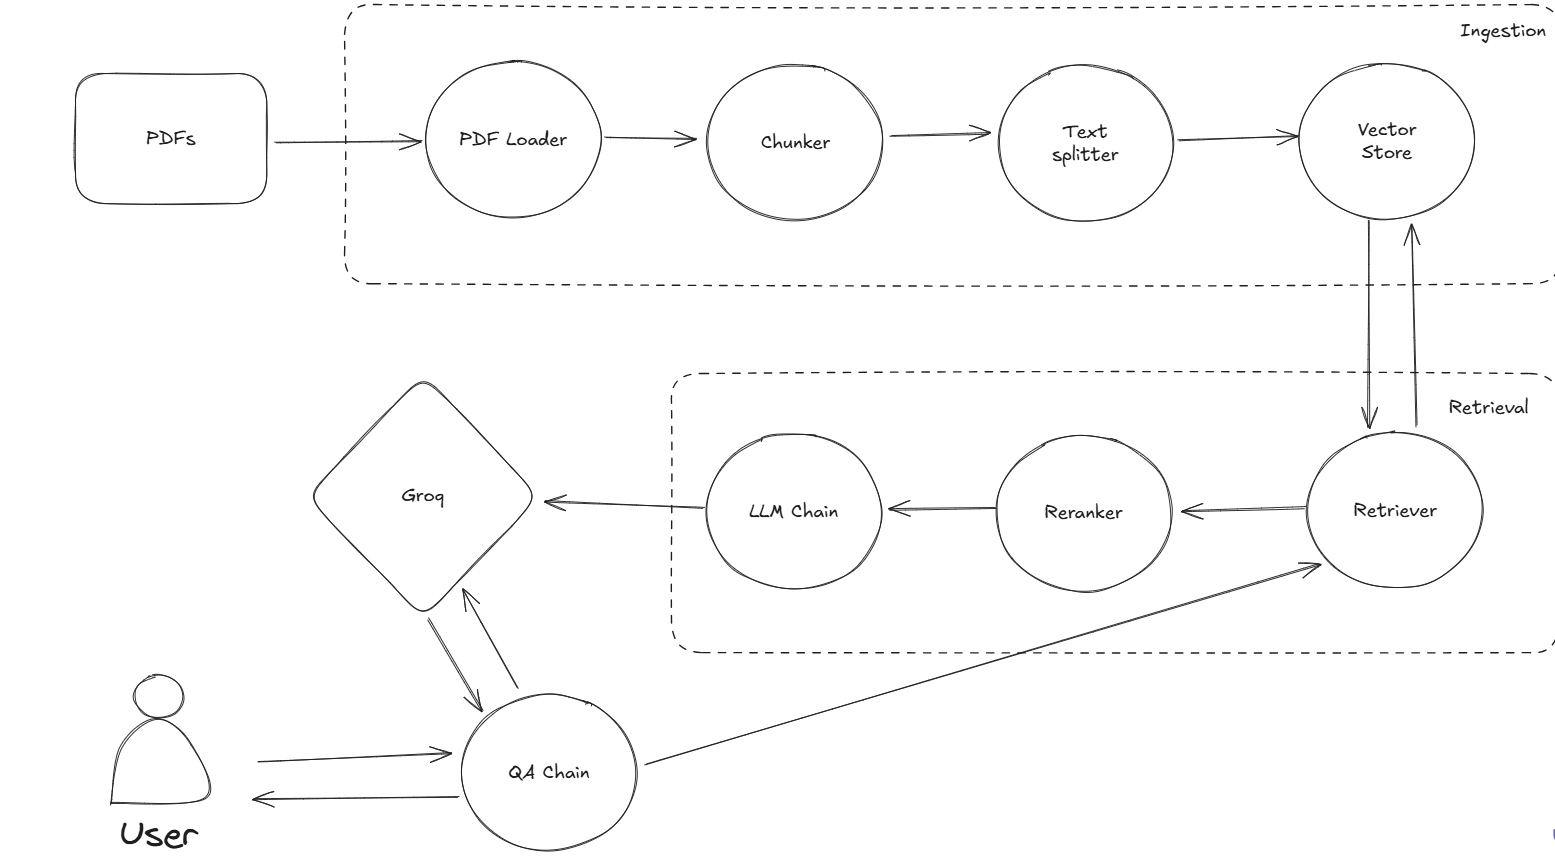 Ingestion
PDFs
PDF Loader
Chunker
Text
splitter
Vector
Store
Retrieval
Groq
LLM Chain
Reranker
Retriever
QA Chain
User